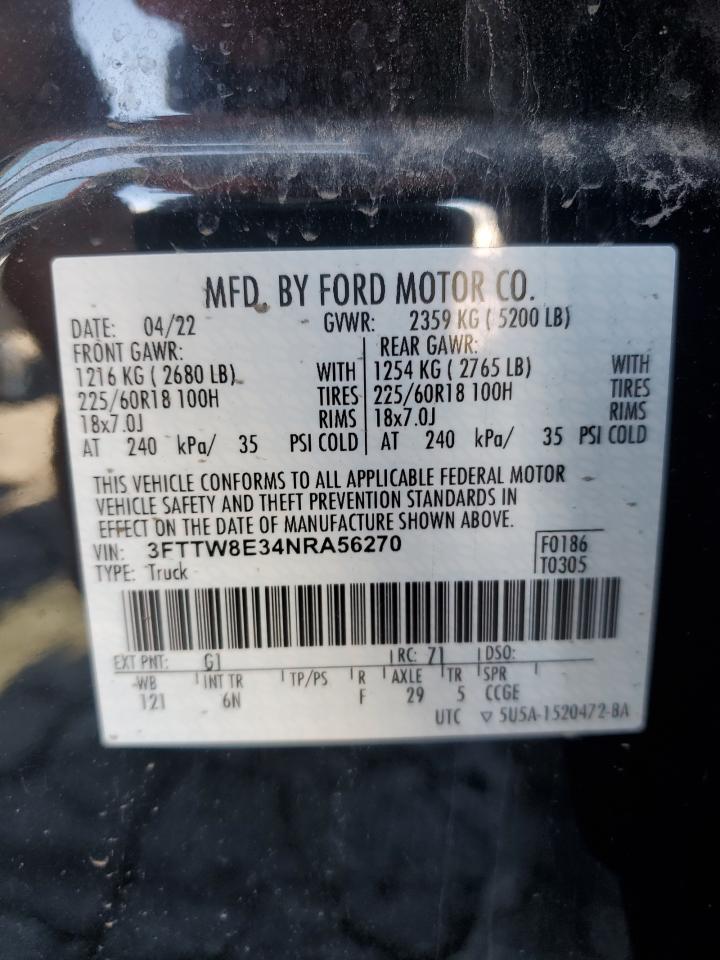 MFD. BY FORD MOTOR CO.
DATE: 04/22 GVWR: 2359 KG ( 5200 LB)
FRONT GAWR: REAR GAWR:
1216 KG ( 2680 LB) WITH 1254 KG ( 2765 LB) WITH
225/60R18 100H TIRES 225/60R18 100H TIRES
18x7.0J RIMS 18x7.0J RIMS
AT 240 kPa/ 35 PSI COLD AT 240 kPa/ 35 PSI COLD
THIS VEHICLE CONFORMS TO ALL APPLICABLE FEDERAL MOTOR
VEHICLE SAFETY AND THEFT PREVENTION STANDARDS IN
EFFECT ON THE DATE OF MANUFACTURE SHOWN ABOVE.
VIN: 3FTTW8E34NRA56270 F0186
TYPE: Truck T0305
EXT PNT: G1 RC: 71 DSO:
WB INT TR TP/PS R AXLE TR SPR
121 6N F 29 5 CCGE
UTC ▽ 5U5A-1520472-BA